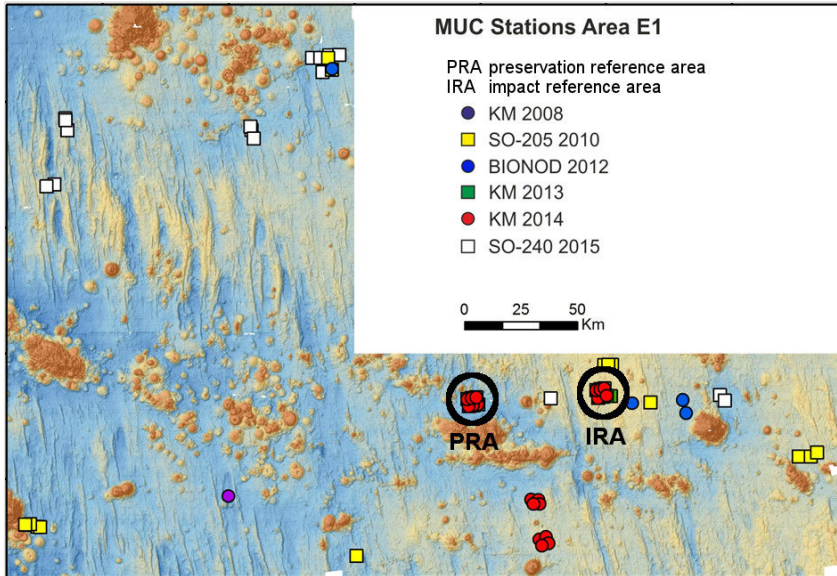 MUC Stations Area E1
PRA preservation reference area
IRA impact reference area
KM 2008
SO-205 2010
BIONOD 2012
KM 2013
KM 2014
SO-240 2015
0 25 50
Km
PRA
IRA